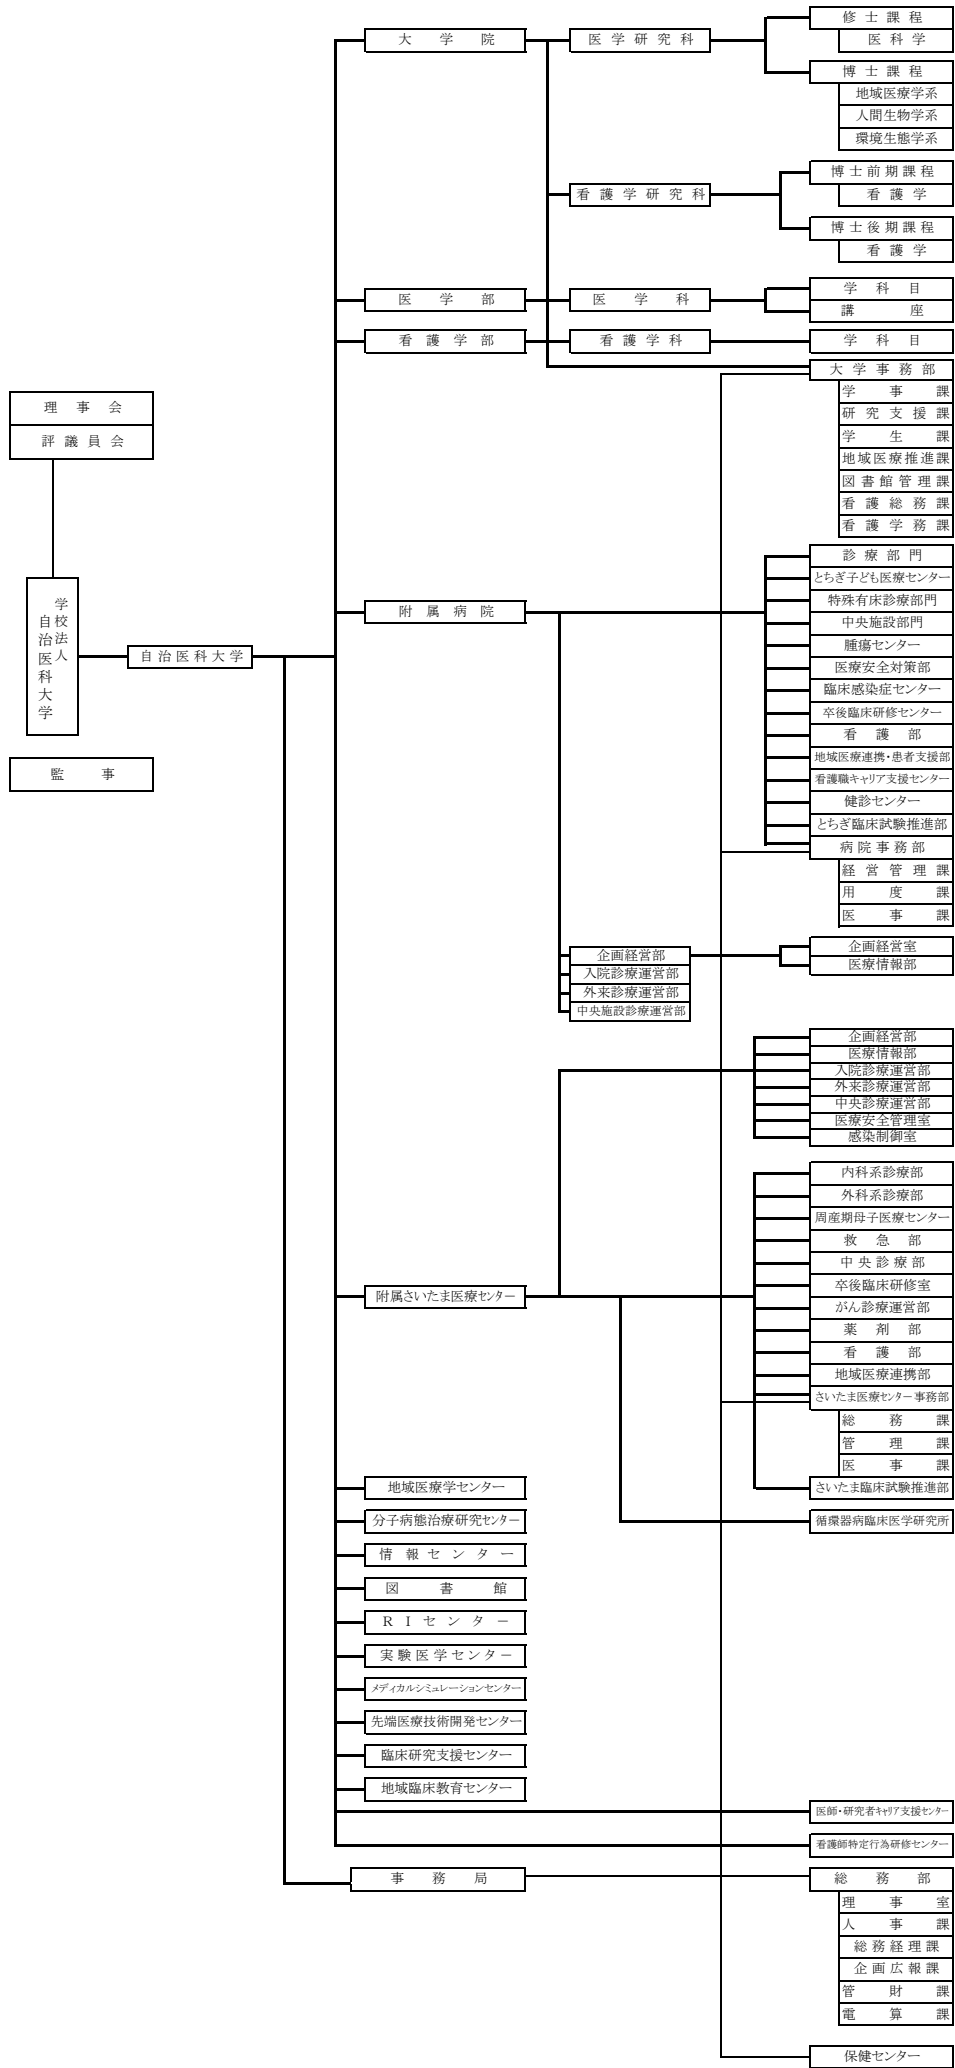 理事会
評議員会
学校法人
自治医科大学
監事
自治医科大学
大学院
医学研究科
修士課程
医科学
博士課程
地域医療学系
人間生物学系
環境生態学系
看護学研究科
博士前期課程
看護学
博士後期課程
看護学
医学部
医学科
学科目
講座
看護学部
看護学科
学科目
大学事務部
学事課
研究支援課
学生課
地域医療推進課
図書館管理課
看護総務課
看護学務課
附属病院
診療部門
とちぎ子ども医療センター
特殊有床診療部門
中央施設部門
腫瘍センター
医療安全対策部
臨床感染症センター
卒後臨床研修センター
看護部
地域医療連携・患者支援部
看護職キャリア支援センター
健診センター
とちぎ臨床試験推進部
病院事務部
経営管理課
用度課
医事課
企画経営部
入院診療運営部
外来診療運営部
中央施設診療運営部
企画経営室
医療情報部
附属さいたま医療センター
企画経営部
医療情報部
入院診療運営部
外来診療運営部
中央診療運営部
医療安全管理室
感染制御室
内科系診療部
外科系診療部
周産期母子医療センター
救急部
中央診療部
卒後臨床研修室
がん診療運営部
薬剤部
看護部
地域医療連携部
さいたま医療センター事務部
総務課
管理課
医事課
さいたま臨床試験推進部
循環器病臨床医学研究所
地域医療学センター
分子病態治療研究センター
情報センター
図書館
RIセンター
実験医学センター
メディカルシミュレーションセンター
先端医療技術開発センター
臨床研究支援センター
地域臨床教育センター
医師・研究者キャリア支援センター
看護師特定行為研修センター
事務局
総務部
理事室
人事課
総務経理課
企画広報課
管財課
電算課
保健センター